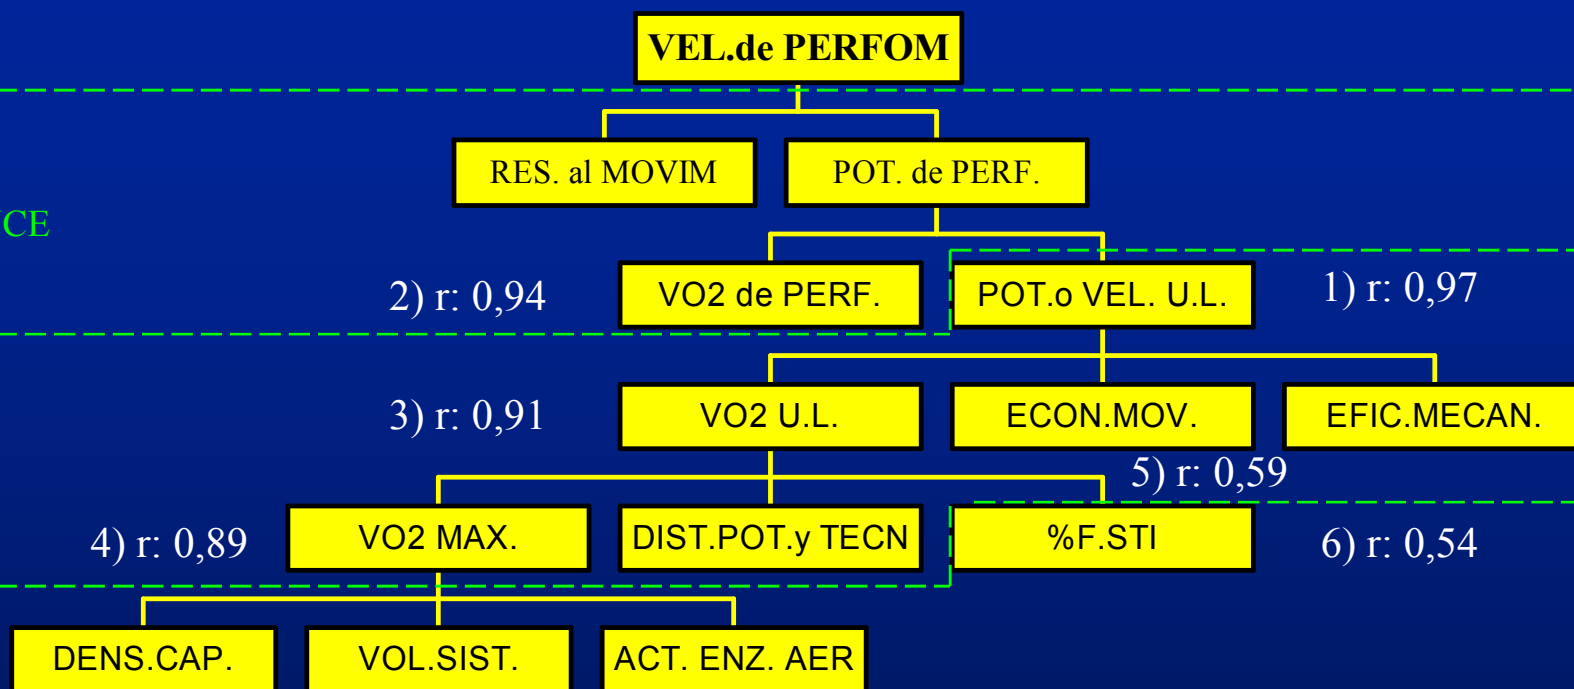 VEL.de PERFOM
RES. al MOVIM
POT. de PERF.
NCE
2) r: 0,94
VO2 de PERF.
POT.o VEL. U.L.
1) r: 0,97
3) r: 0,91
VO2 U.L.
ECON.MOV.
EFIC.MECAN.
5) r: 0,59
4) r: 0,89
VO2 MAX.
DIST.POT.y TECN
%F.STI
6) r: 0,54
DENS.CAP.
VOL.SIST.
ACT. ENZ. AER